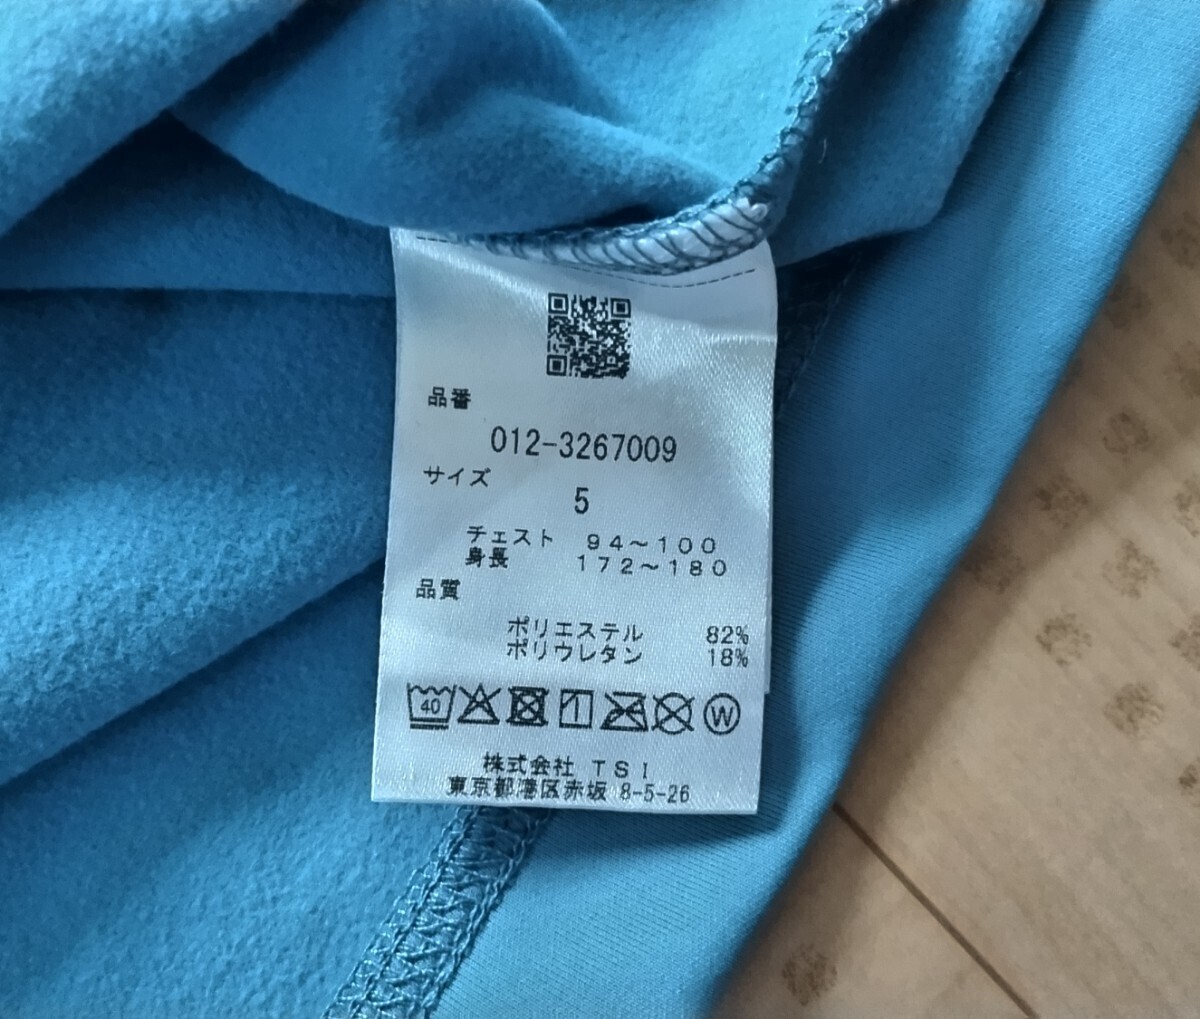 品番
012-3267009
サイズ
5
チェスト 94～100
身長 172～180
品質
ポリエステル 82%
ポリウレタン 18%
40 W
株式会社 TSI
東京都港区赤坂 8-5-26